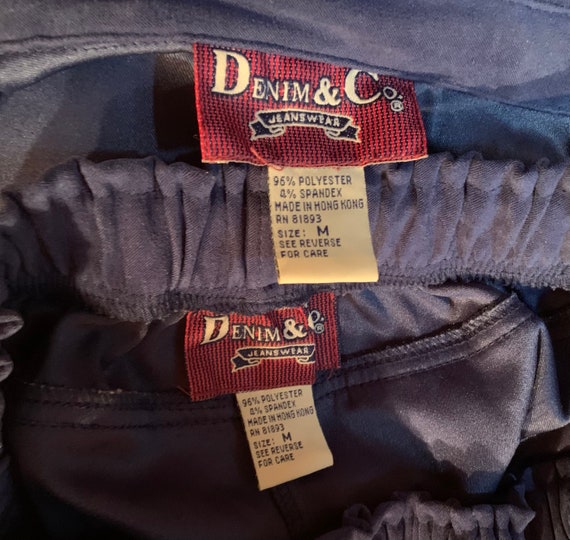 DENIM & Co.®
JEANSWEAR
96% POLYESTER
4% SPANDEX
MADE IN HONG KONG
RN 81893
SIZE: M
SEE REVERSE
FOR CARE
DENIM & Co.®
JEANSWEAR
96% POLYESTER
4% SPANDEX
MADE IN HONG KONG
RN 81893
SIZE: M
SEE REVERSE
FOR CARE